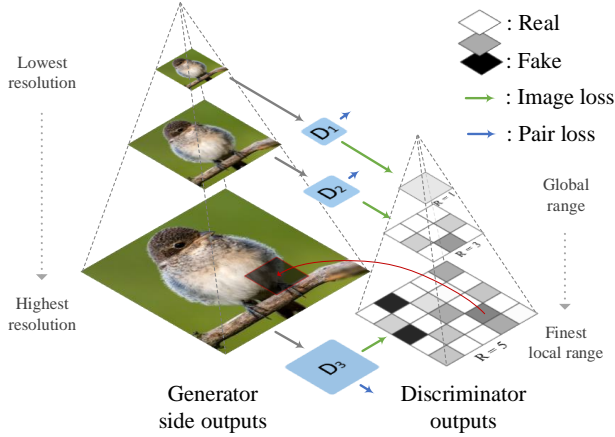 Lowest
resolution
: Real
: Fake
: Image loss
: Pair loss
D1
D2
R = 1
Global
range
R = 3
Highest
resolution
D3
R = 5
Finest
local range
Generator
side outputs
Discriminator
outputs